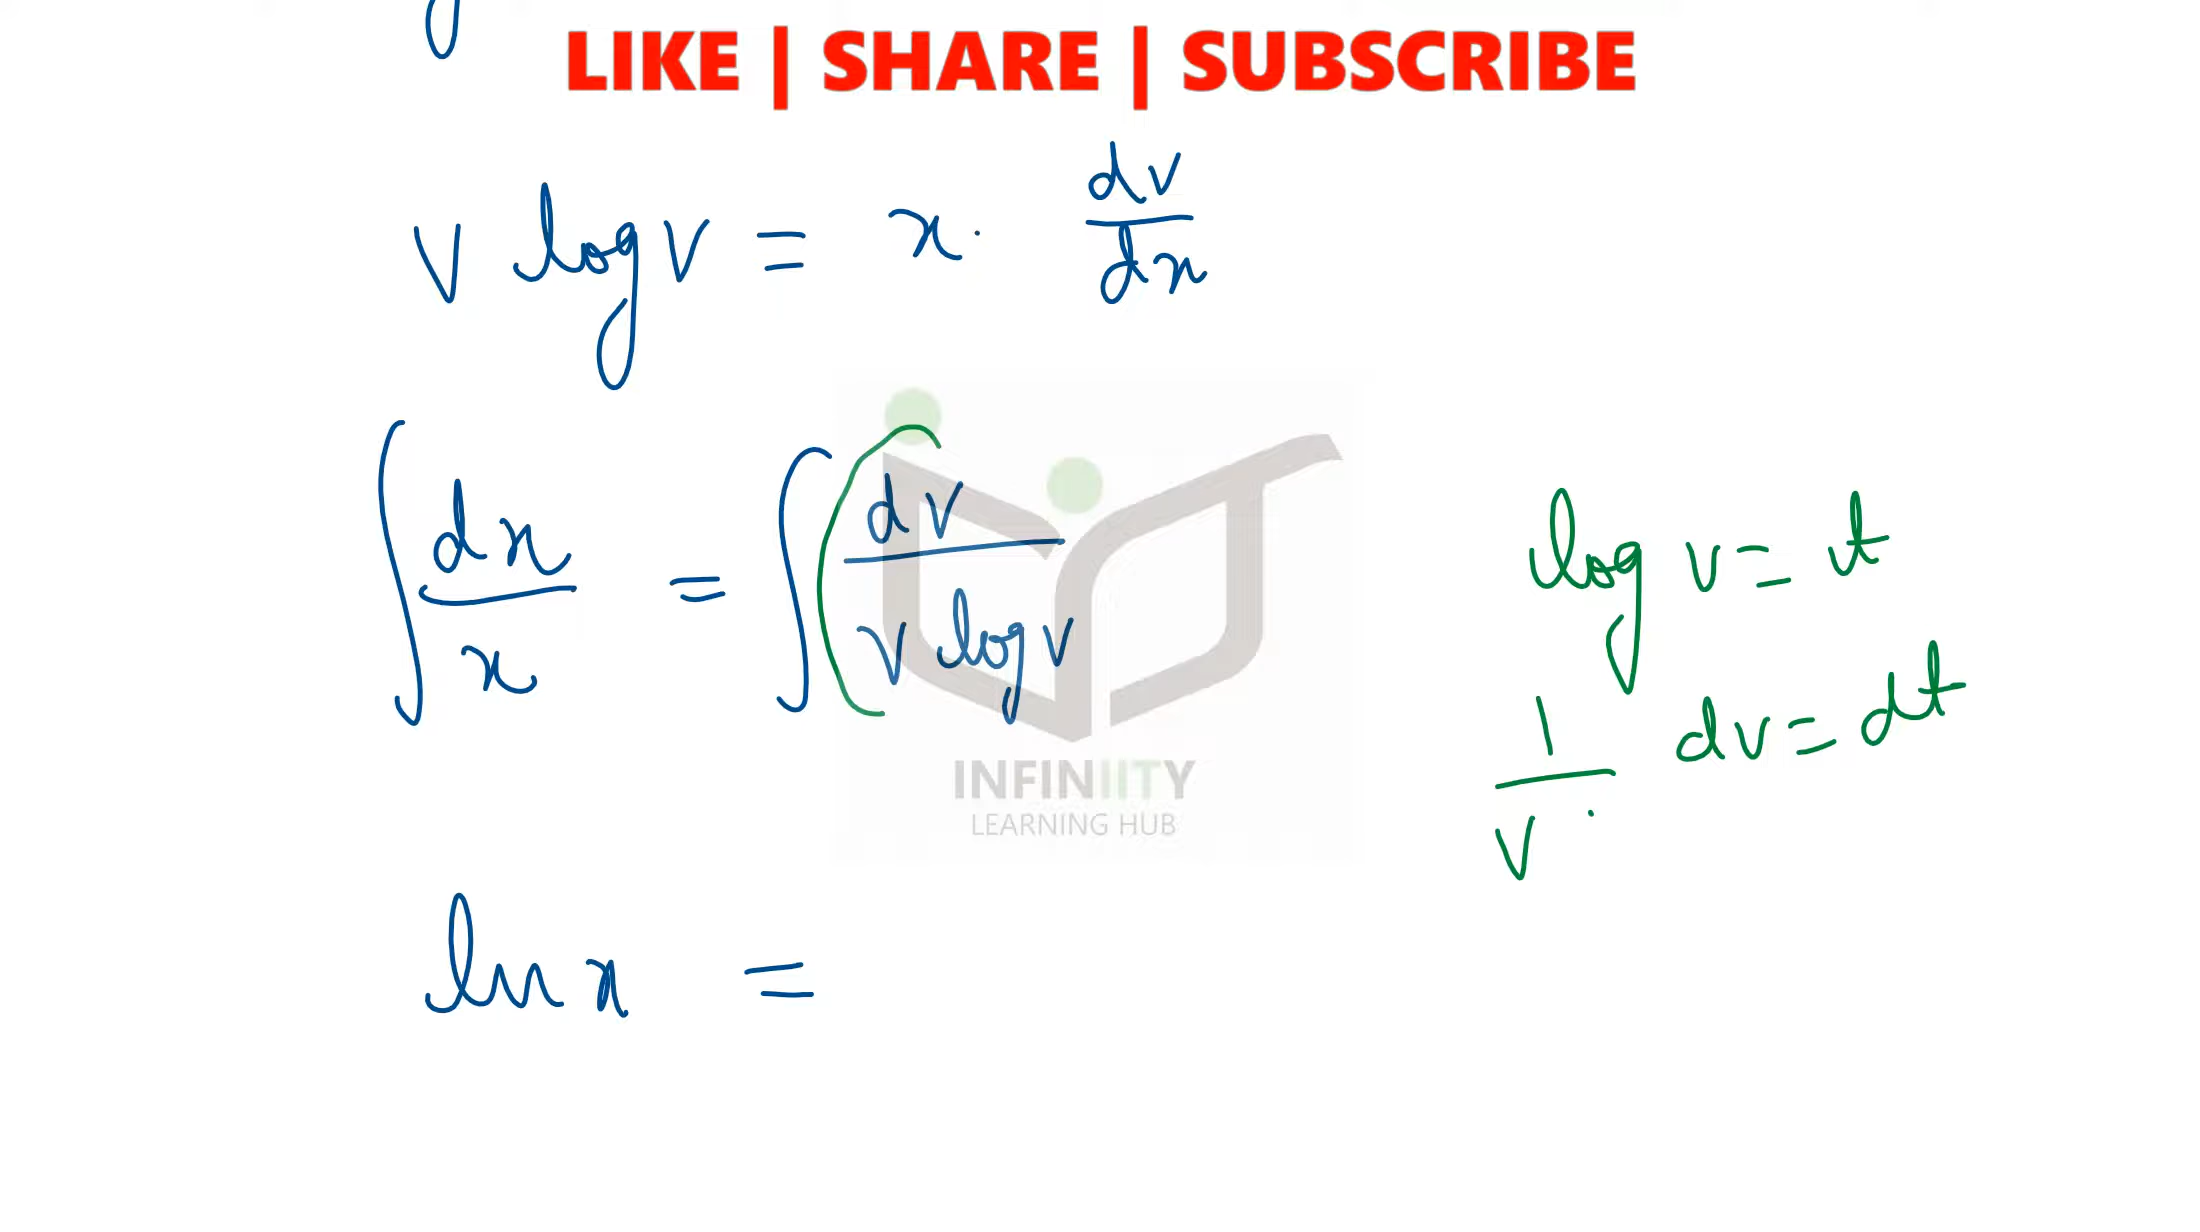 LIKE | SHARE | SUBSCRIBE
v log v = x · dv/dx
∫ dx/x = ∫ ( dv / v log v
log v = t
1/v · dv = dt
INFINIITY
LEARNING HUB
ln x =